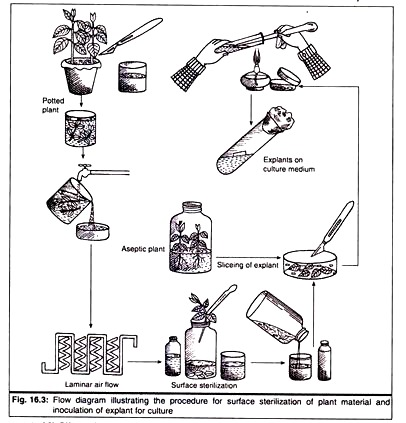 Potted
plant
Explants on
culture medium
Aseptic plant
Sliceing of explant
Laminar air flow
Surface sterilization
Fig. 16.3: Flow diagram illustrating the procedure for surface sterilization of plant material and
inoculation of explant for culture